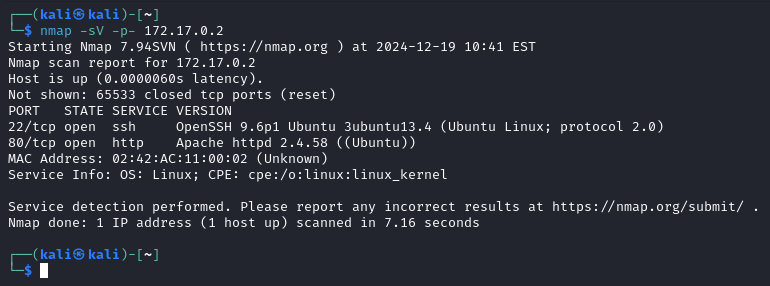 ┌──(kali㉿kali)-[~]
└─$ nmap -sV -p- 172.17.0.2
Starting Nmap 7.94SVN ( https://nmap.org ) at 2024-12-19 10:41 EST
Nmap scan report for 172.17.0.2
Host is up (0.0000060s latency).
Not shown: 65533 closed tcp ports (reset)
PORT   STATE SERVICE VERSION
22/tcp open  ssh     OpenSSH 9.6p1 Ubuntu 3ubuntu13.4 (Ubuntu Linux; protocol 2.0)
80/tcp open  http    Apache httpd 2.4.58 ((Ubuntu))
MAC Address: 02:42:AC:11:00:02 (Unknown)
Service Info: OS: Linux; CPE: cpe:/o:linux:linux_kernel

Service detection performed. Please report any incorrect results at https://nmap.org/submit/ .
Nmap done: 1 IP address (1 host up) scanned in 7.16 seconds

┌──(kali㉿kali)-[~]
└─$